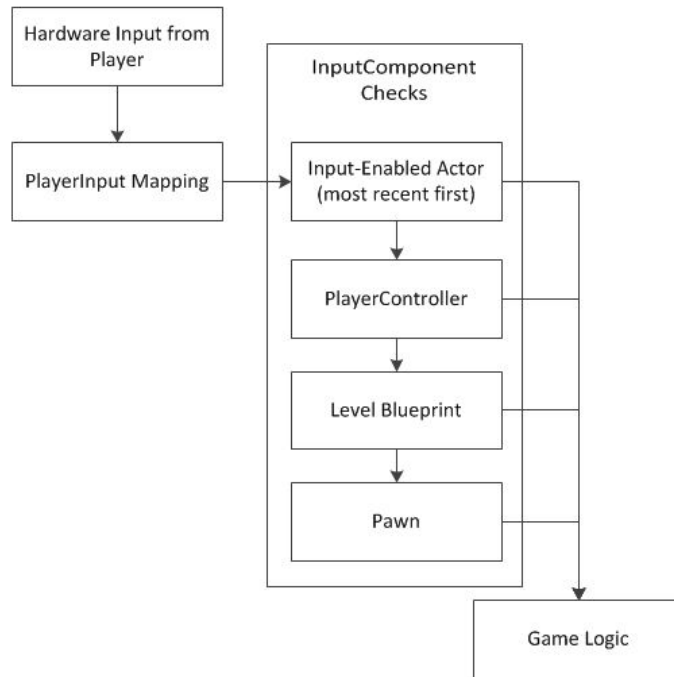 Hardware Input from
Player
PlayerInput Mapping
InputComponent
Checks
Input-Enabled Actor
(most recent first)
PlayerController
Level Blueprint
Pawn
Game Logic